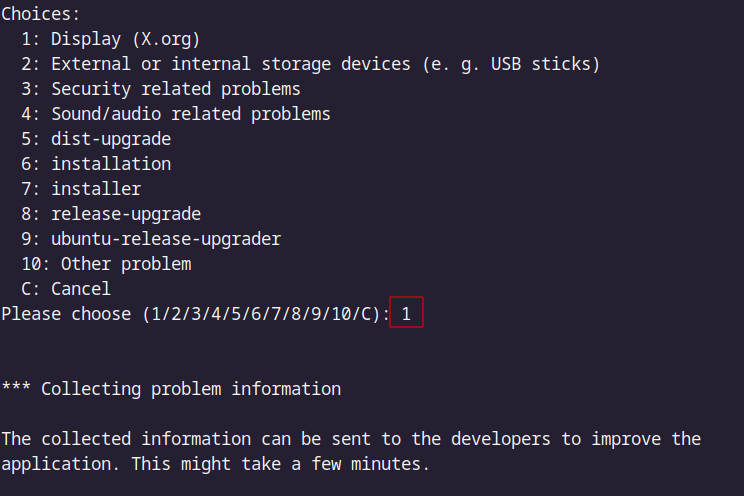 Choices:
1: Display (X.org)
2: External or internal storage devices (e. g. USB sticks)
3: Security related problems
4: Sound/audio related problems
5: dist-upgrade
6: installation
7: installer
8: release-upgrade
9: ubuntu-release-upgrader
10: Other problem
C: Cancel
Please choose (1/2/3/4/5/6/7/8/9/10/C): 1
*** Collecting problem information
The collected information can be sent to the developers to improve the
application. This might take a few minutes.